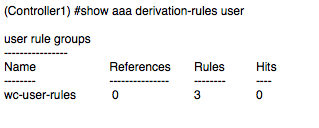 (Controller1) #show aaa derivation-rules user
user rule groups
----------------
Name References Rules Hits
-------- --------------- -------- ----
wc-user-rules 0 3 0